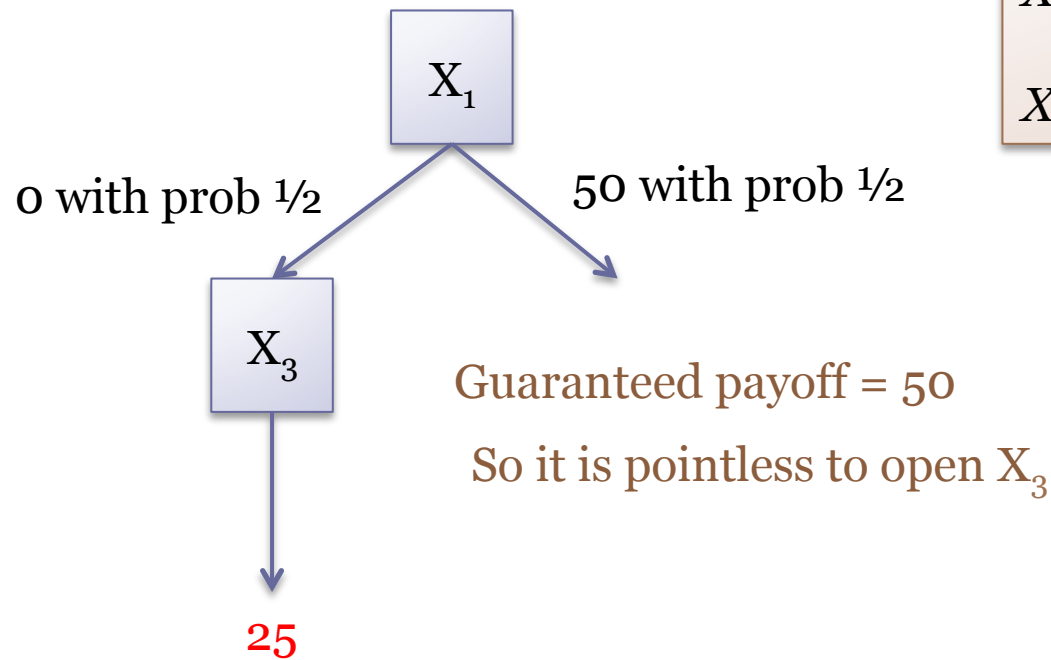 X₁
X
0 with prob ½
50 with prob ½
X₃
Guaranteed payoff = 50
So it is pointless to open X₃
25